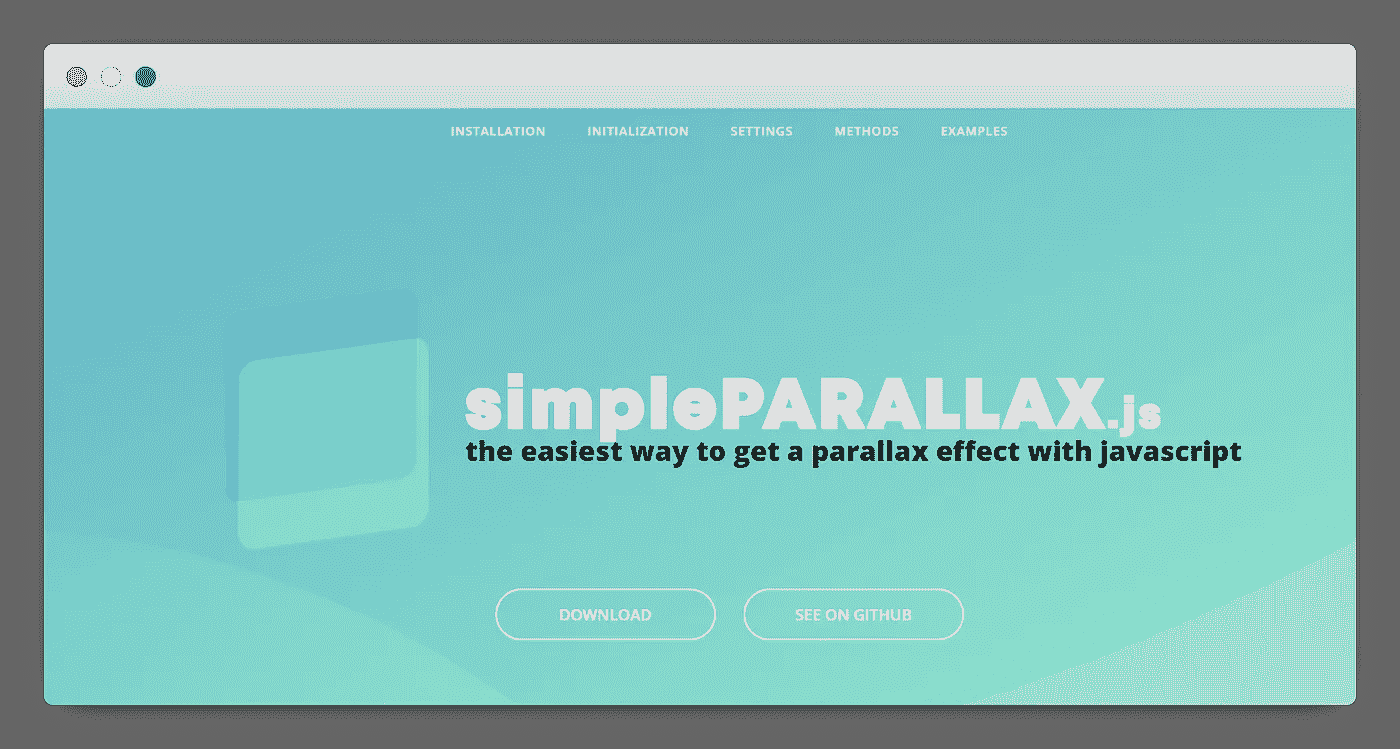 INSTALLATION INITIALIZATION SETTINGS METHODS EXAMPLES
simplePARALLAX.js
the easiest way to get a parallax effect with javascript
DOWNLOAD SEE ON GITHUB